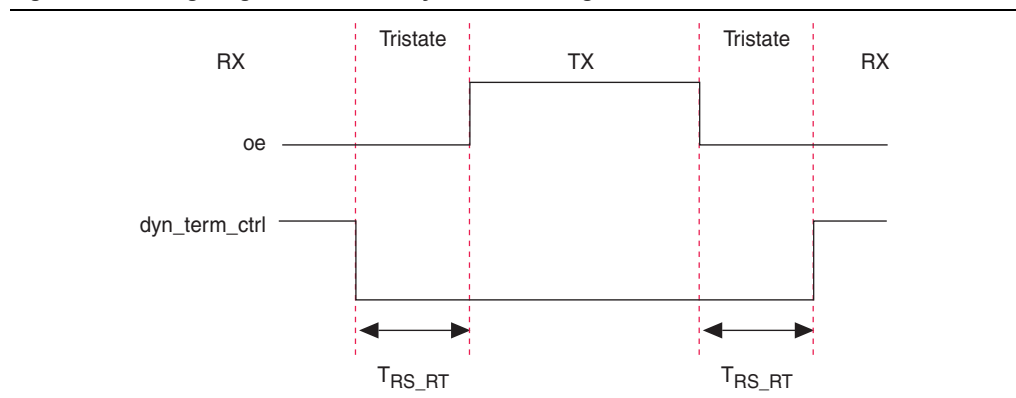 Tristate
Tristate
RX
TX
RX
oe
dyn_term_ctrl
TRS_RT
TRS_RT